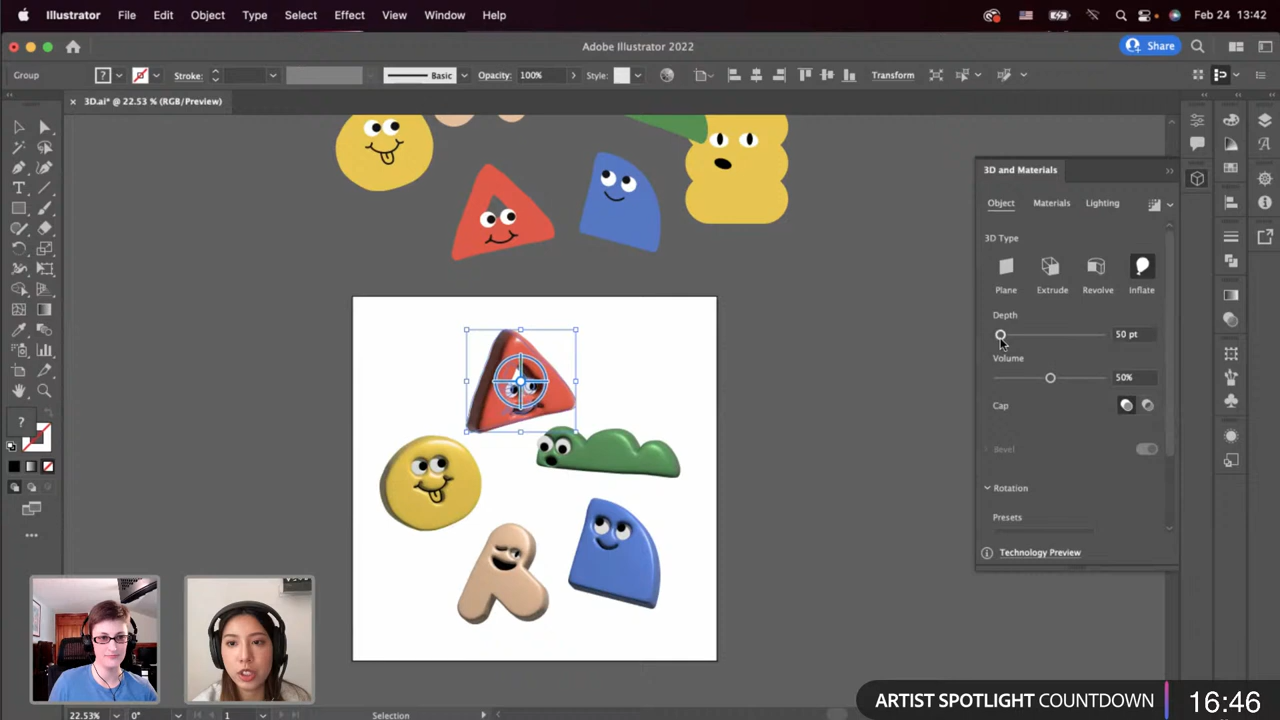 Illustrator File Edit Object Type Select Effect View Window Help Feb 24 13:42
Adobe Illustrator 2022 Share
Group ? Stroke: Basic Opacity: 100% Style: Transform
× 3D.ai* @ 22.53 % (RGB/Preview)
3D and Materials
Object Materials Lighting
3D Type
Plane Extrude Revolve Inflate
Depth
50 pt
Volume
50%
Cap
Bevel
Rotation
Presets
Technology Preview
?
ARTIST SPOTLIGHT COUNTDOWN 16:46
22.53% 0° 1 Selection